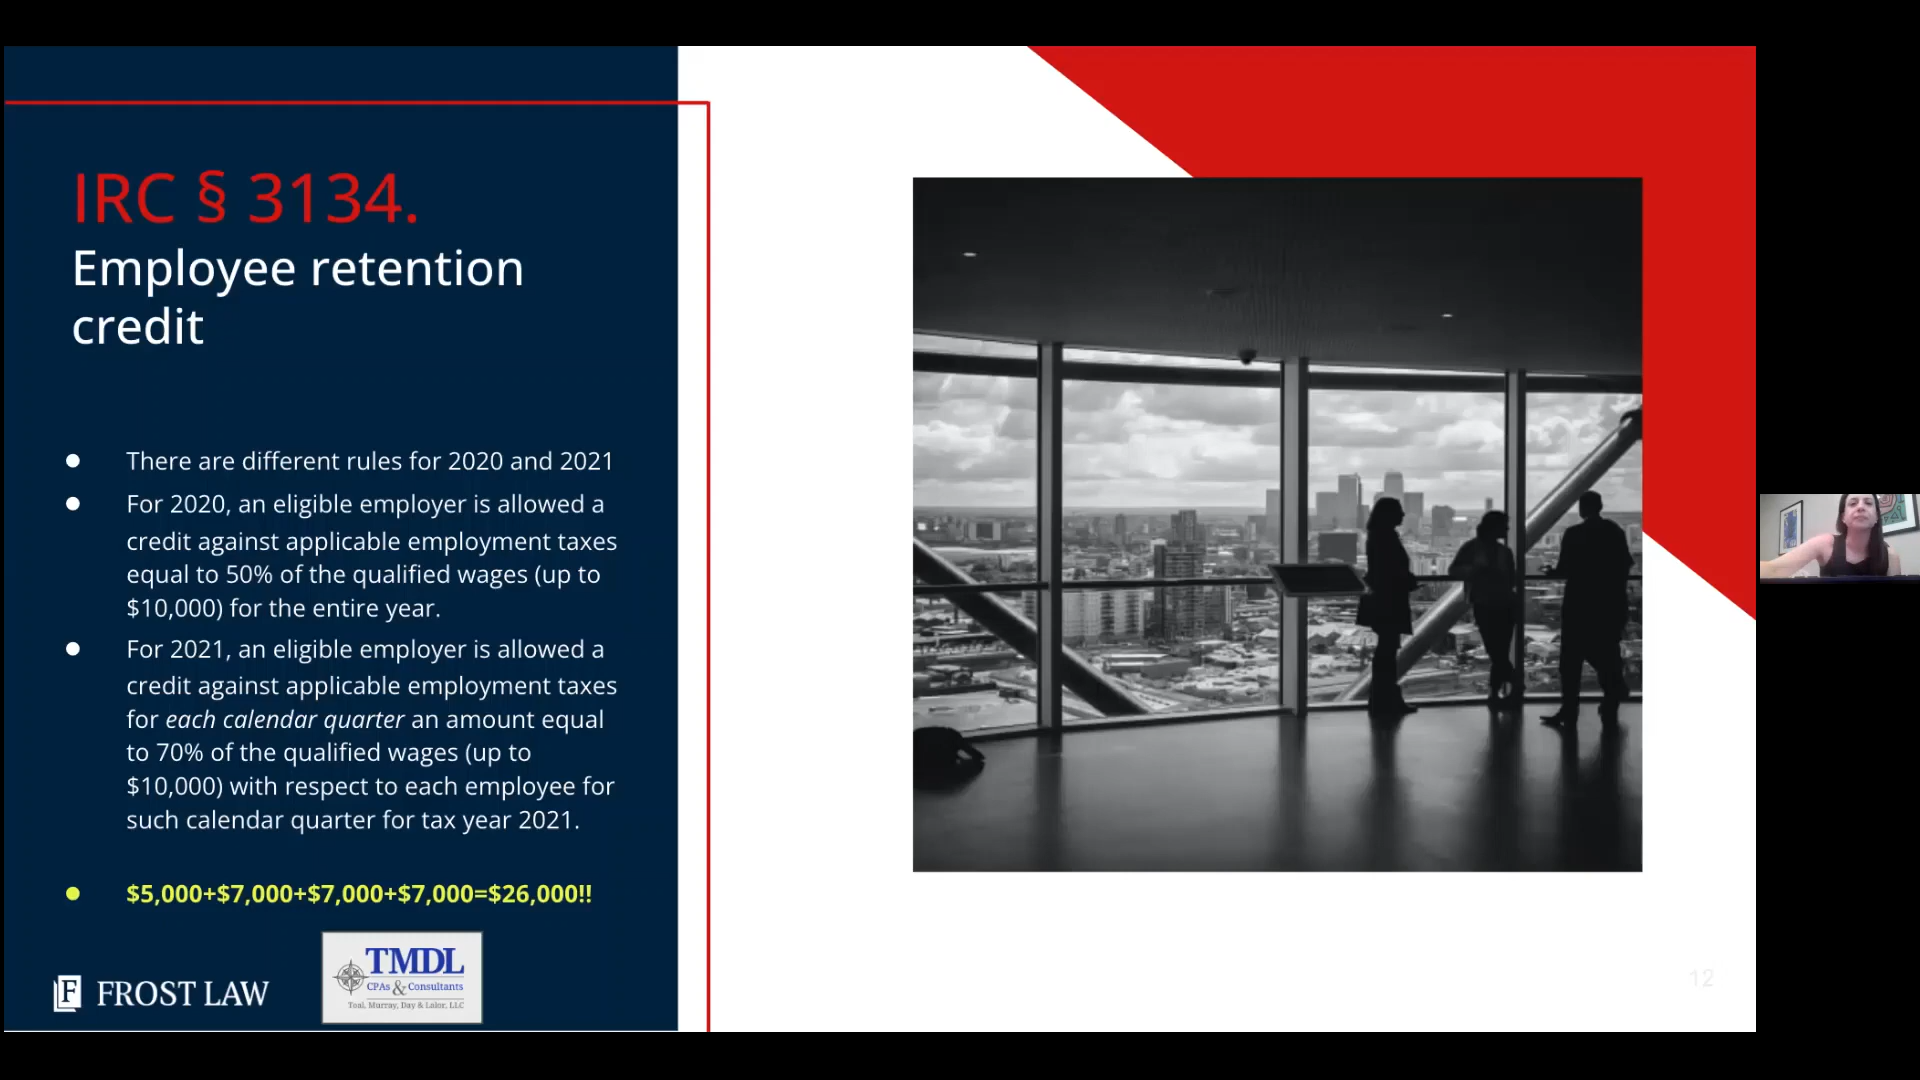 IRC § 3134.
Employee retention
credit
There are different rules for 2020 and 2021
For 2020, an eligible employer is allowed a
credit against applicable employment taxes
equal to 50% of the qualified wages (up to
$10,000) for the entire year.
For 2021, an eligible employer is allowed a
credit against applicable employment taxes
for each calendar quarter an amount equal
to 70% of the qualified wages (up to
$10,000) with respect to each employee for
such calendar quarter for tax year 2021.
$5,000+$7,000+$7,000+$7,000=$26,000!!
F FROST LAW
TMDL
CPAs & Consultants
Toal, Murray, Day & Lalor, LLC
12